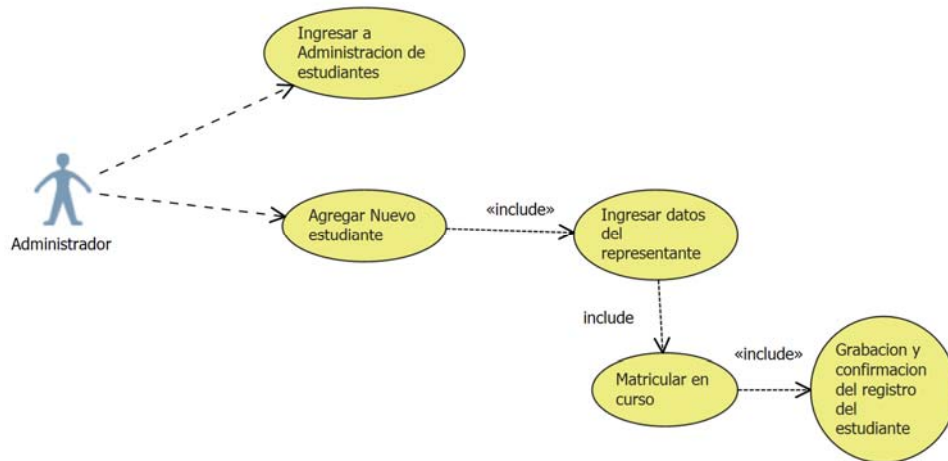 Ingresar a
Administracion de
estudiantes
Administrador
Agregar Nuevo
estudiante
«include»
Ingresar datos
del
representante
include
Matricular en
curso
«include»
Grabacion y
confirmacion
del registro
del
estudiante